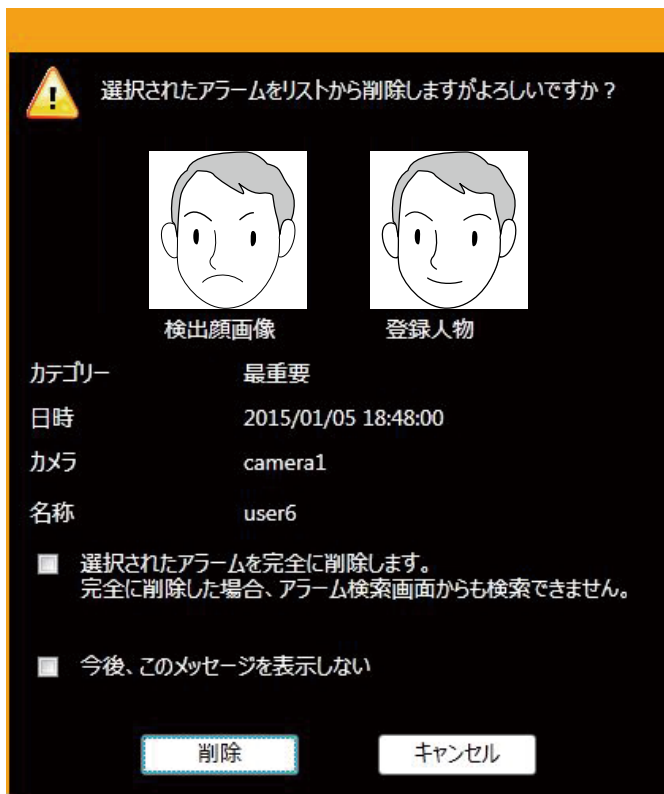 選択されたアラームをリストから削除しますがよろしいですか？
検出顔画像 登録人物
カテゴリー 最重要
日時 2015/01/05 18:48:00
カメラ camera1
名称 user6
選択されたアラームを完全に削除します。
完全に削除した場合、アラーム検索画面からも検索できません。
今後、このメッセージを表示しない
削除 キャンセル